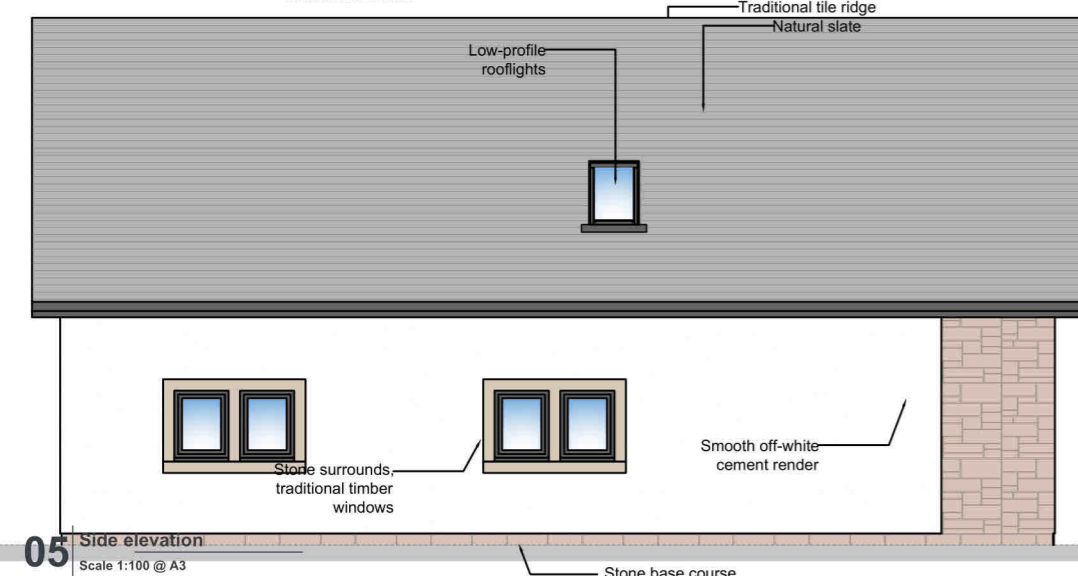 Traditional tile ridge
Natural slate
Low-profile
rooflights
Smooth off-white
cement render
Stone surrounds,
traditional timber
windows
05
Side elevation
Scale 1:100 @ A3
Stone base course